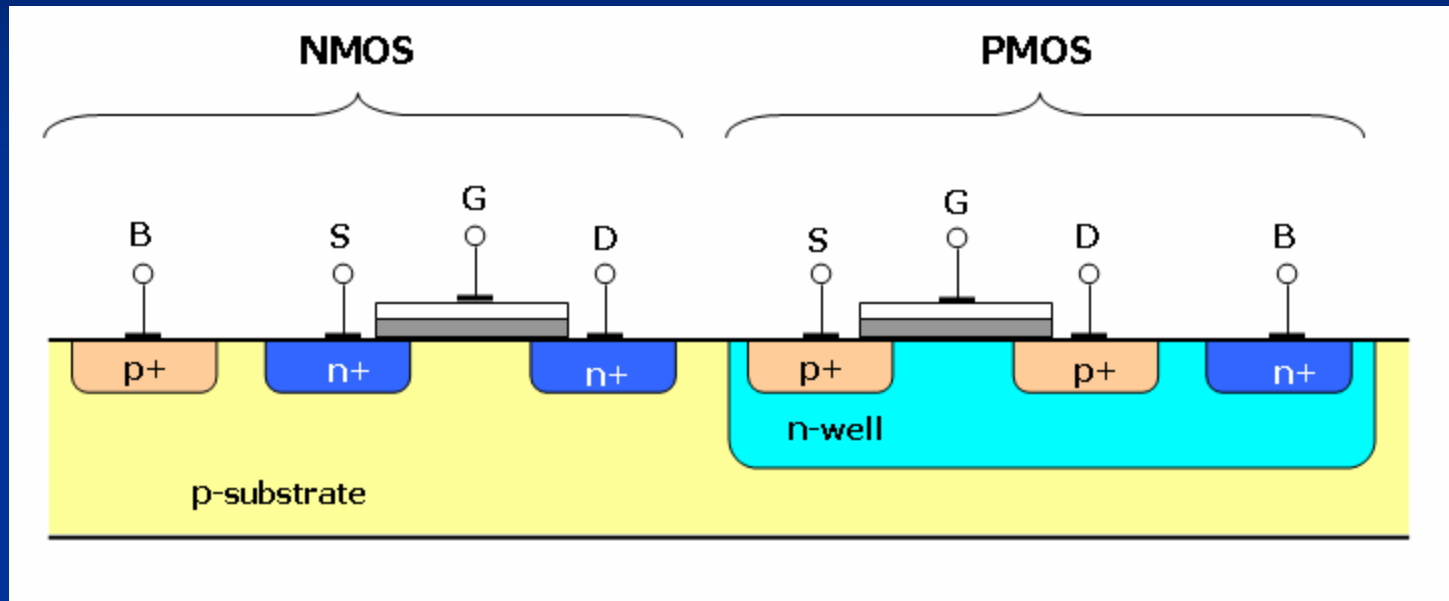 NMOS PMOS
G G
B S D S D B
p+ n+ n+ p+ p+ n+
n-well
p-substrate